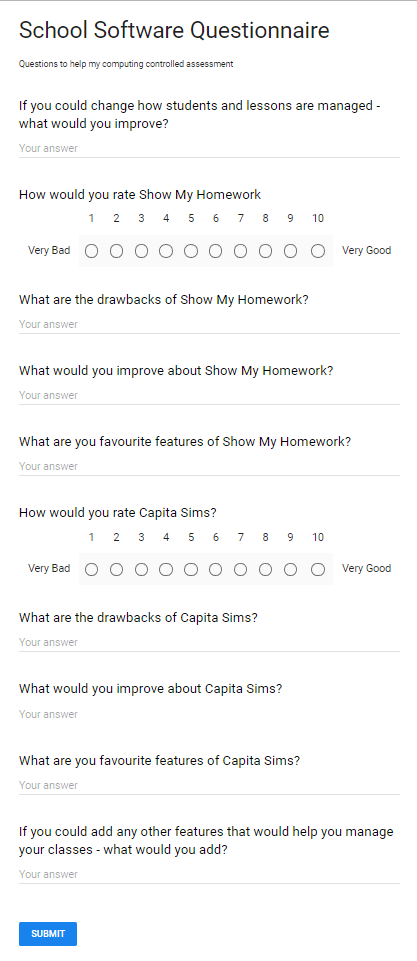 School Software Questionnaire
Questions to help my computing controlled assessment
If you could change how students and lessons are managed -
what would you improve?
Your answer
How would you rate Show My Homework
1 2 3 4 5 6 7 8 9 10
Very Bad Very Good
What are the drawbacks of Show My Homework?
Your answer
What would you improve about Show My Homework?
Your answer
What are you favourite features of Show My Homework?
Your answer
How would you rate Capita Sims?
1 2 3 4 5 6 7 8 9 10
Very Bad Very Good
What are the drawbacks of Capita Sims?
Your answer
What would you improve about Capita Sims?
Your answer
What are you favourite features of Capita Sims?
Your answer
If you could add any other features that would help you manage
your classes - what would you add?
Your answer
SUBMIT